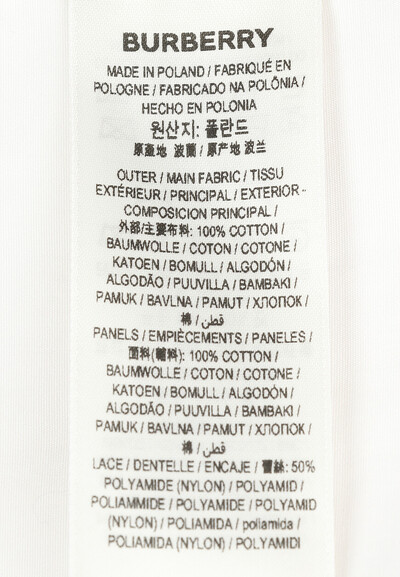 BURBERRY
MADE IN POLAND / FABRIQUÉ EN
POLOGNE / FABRICADO NA POLÔNIA /
HECHO EN POLONIA
원산지: 폴란드
原產地 波蘭 / 原产地 波兰
OUTER / MAIN FABRIC / TISSU
EXTÉRIEUR / PRINCIPAL / EXTERIOR -
COMPOSICION PRINCIPAL /
外部/主要布料: 100% COTTON /
BAUMWOLLE / COTON / COTONE /
KATOEN / BOMULL / ALGODÓN /
ALGODÃO / PUUVILLA / BAMBAKI /
PAMUK / BAVLNA / PAMUT / ХЛОПОК /
棉 / قطن
PANELS / EMPIÈCEMENTS / PANELES /
面料(輔料): 100% COTTON /
BAUMWOLLE / COTON / COTONE /
KATOEN / BOMULL / ALGODÓN /
ALGODÃO / PUUVILLA / BAMBAKI /
PAMUK / BAVLNA / PAMUT / ХЛОПОК /
棉 / قطن
LACE / DENTELLE / ENCAJE / 蕾絲: 50%
POLYAMIDE (NYLON) / POLYAMID /
POLIAMMIDE / POLYAMIDE / POLYAMID
(NYLON) / POLIAMIDA / poliamida /
POLIAMIDA (NYLON) / POLYAMIDI